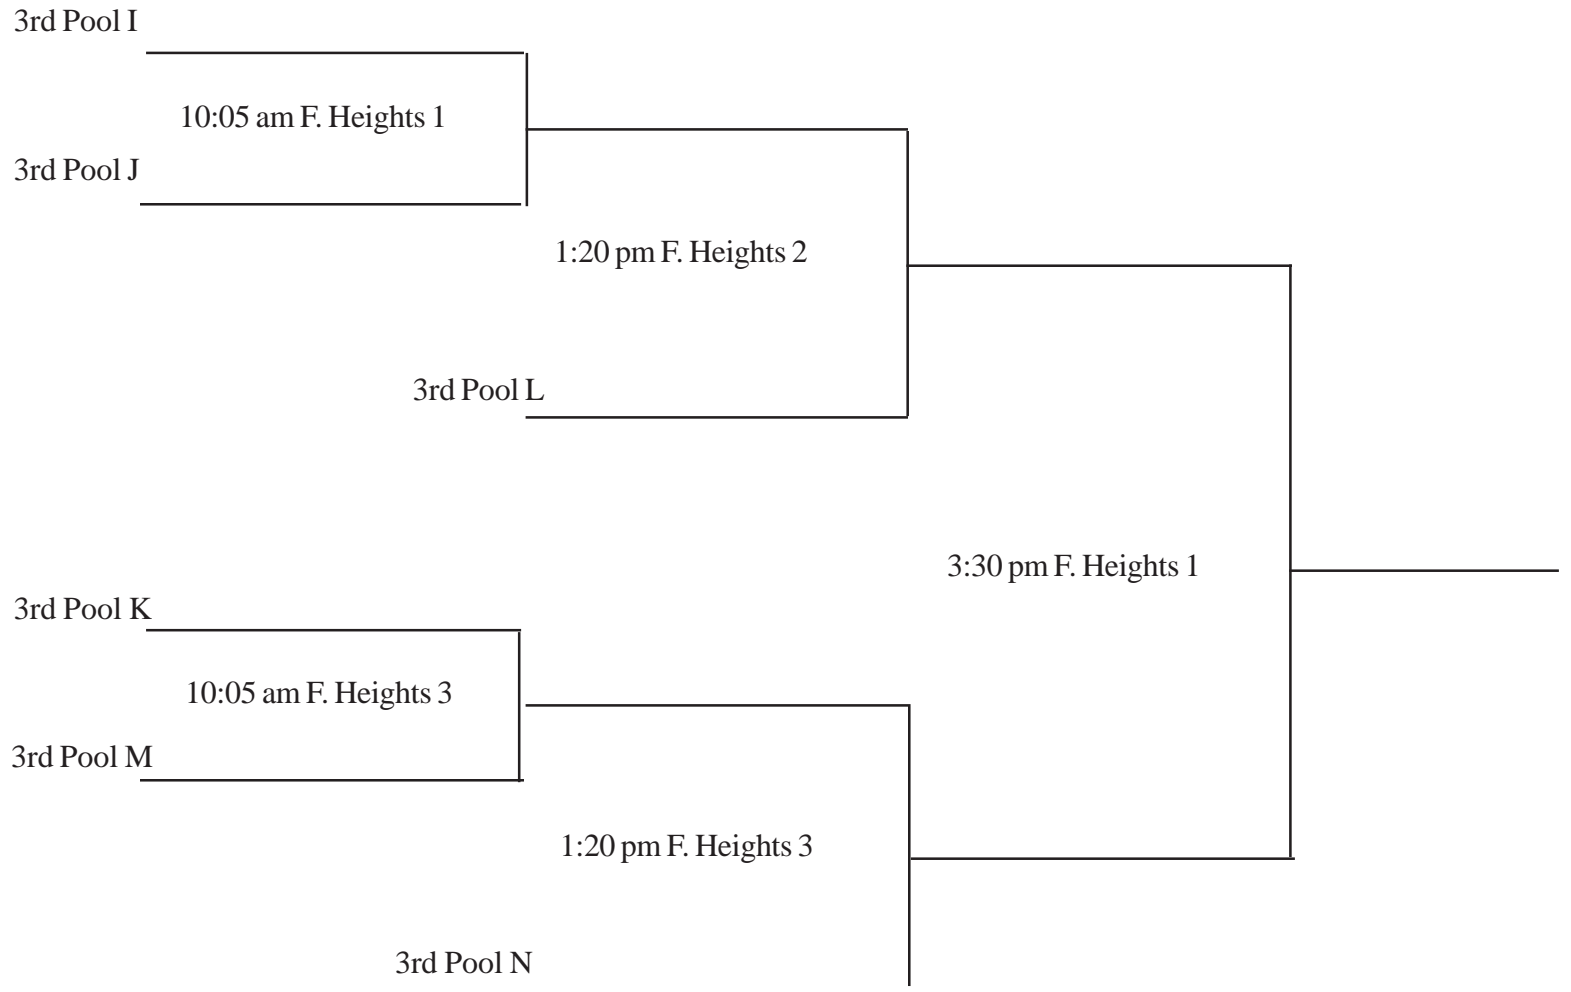 3rd Pool I
10:05 am F. Heights 1
3rd Pool J
1:20 pm F. Heights 2
3rd Pool L
3:30 pm F. Heights 1
3rd Pool K
10:05 am F. Heights 3
3rd Pool M
1:20 pm F. Heights 3
3rd Pool N